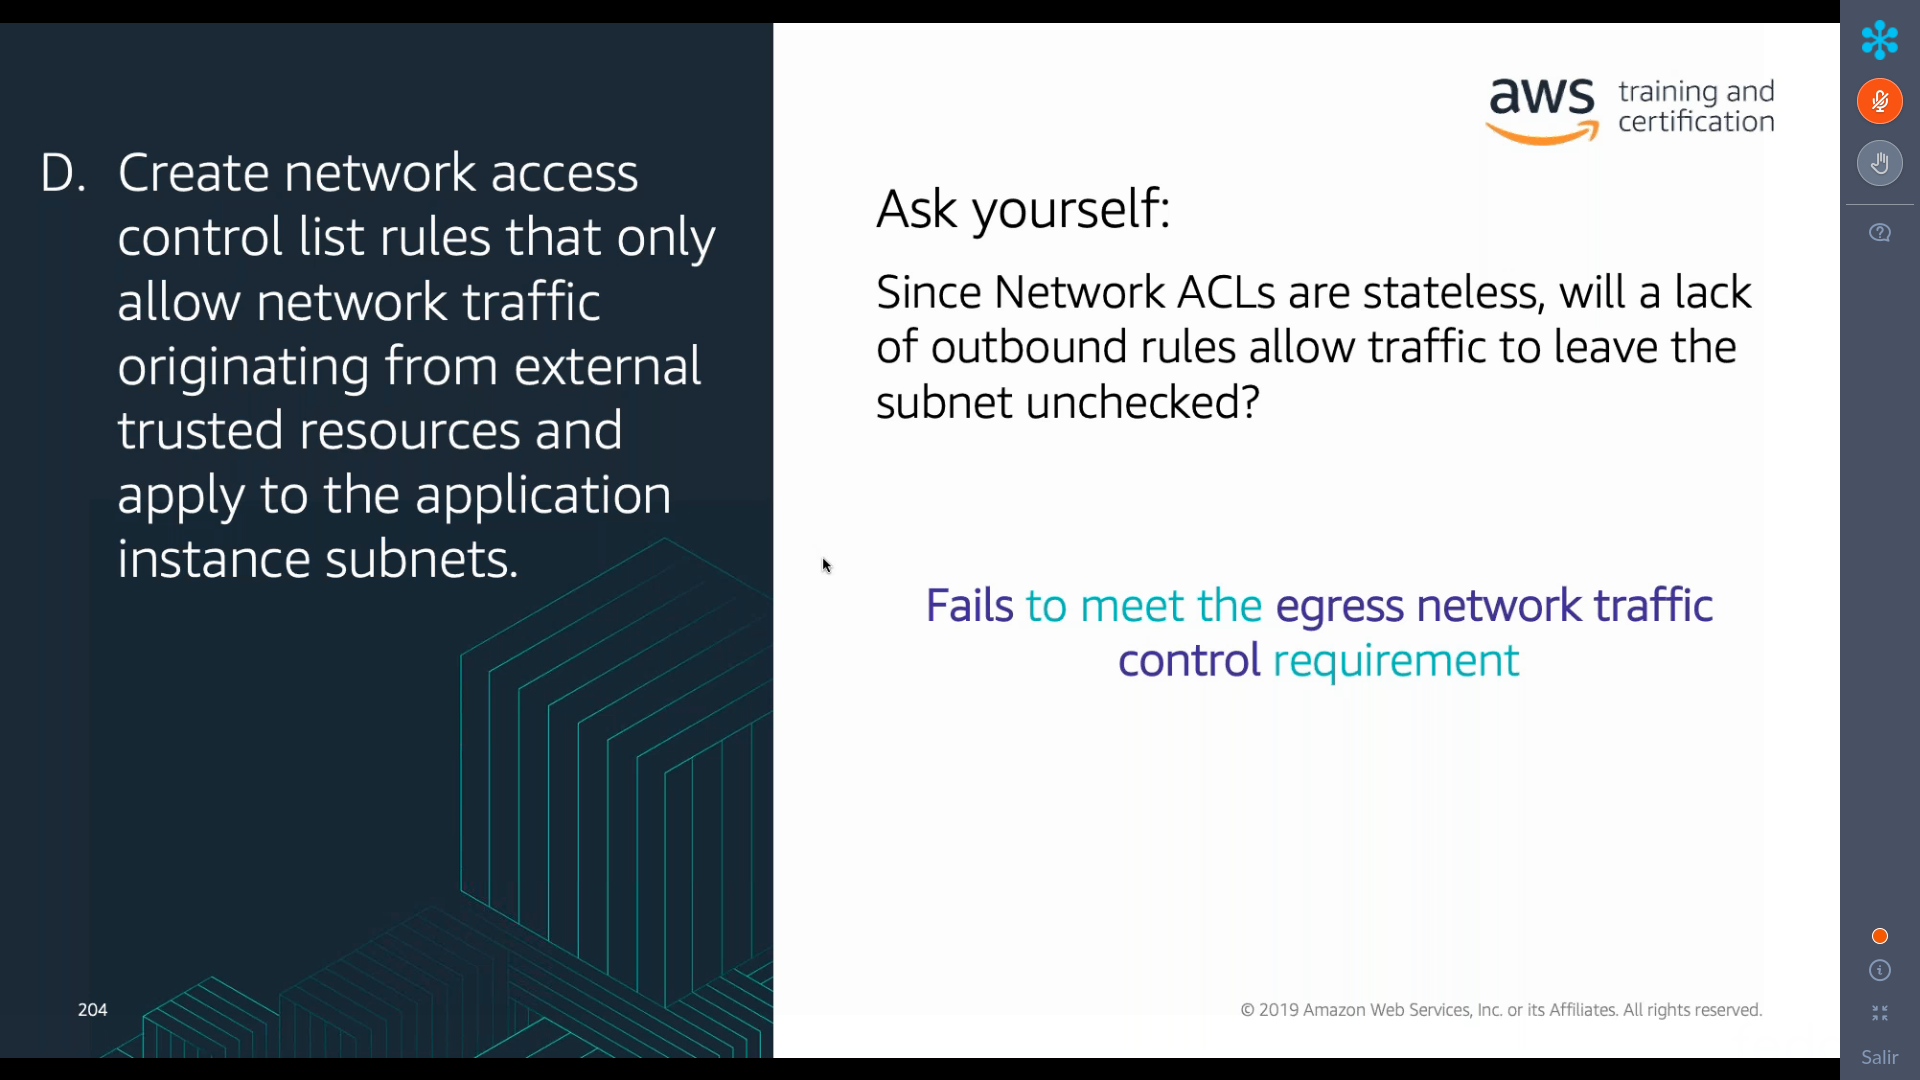 aws training and
certification
D. Create network access
control list rules that only
allow network traffic
originating from external
trusted resources and
apply to the application
instance subnets.
Ask yourself:
Since Network ACLs are stateless, will a lack
of outbound rules allow traffic to leave the
subnet unchecked?
Fails to meet the egress network traffic
control requirement
204
© 2019 Amazon Web Services, Inc. or its Affiliates. All rights reserved.
Salir